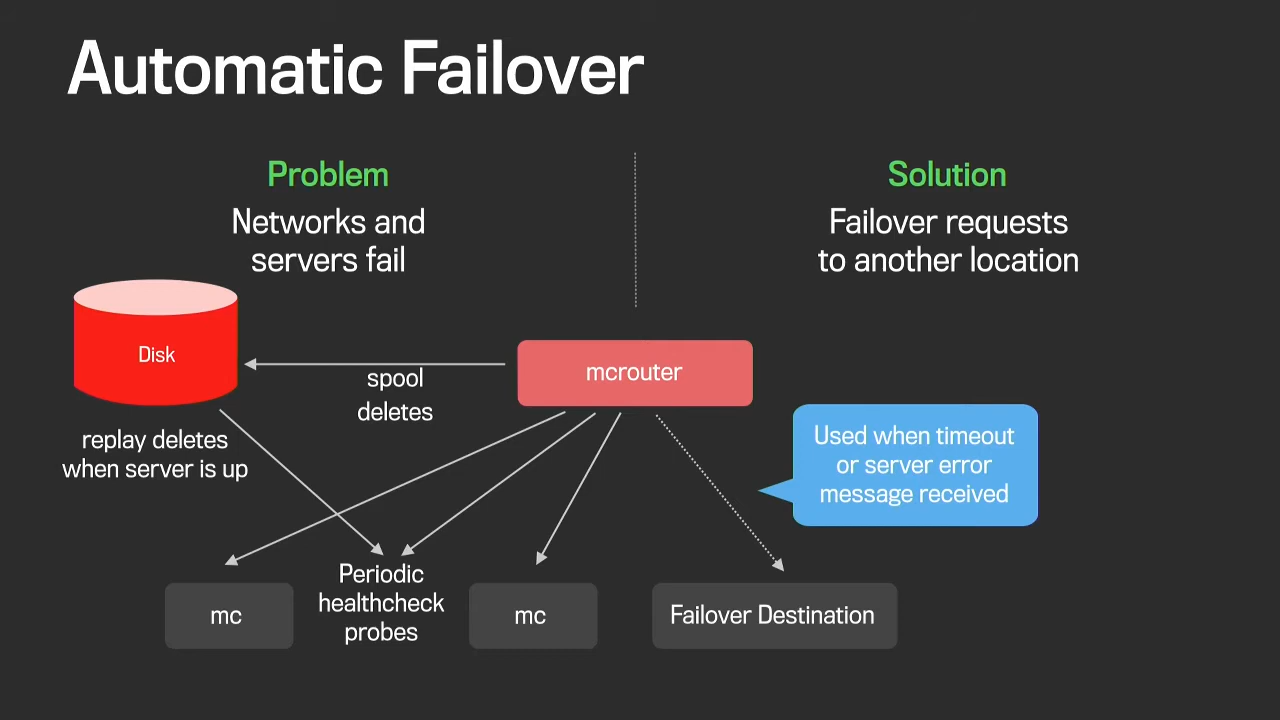 Automatic Failover
Problem
Networks and
servers fail
Solution
Failover requests
to another location
Disk
spool
deletes
mcrouter
replay deletes
when server is up
Used when timeout
or server error
message received
mc
Periodic
healthcheck
probes
mc
Failover Destination